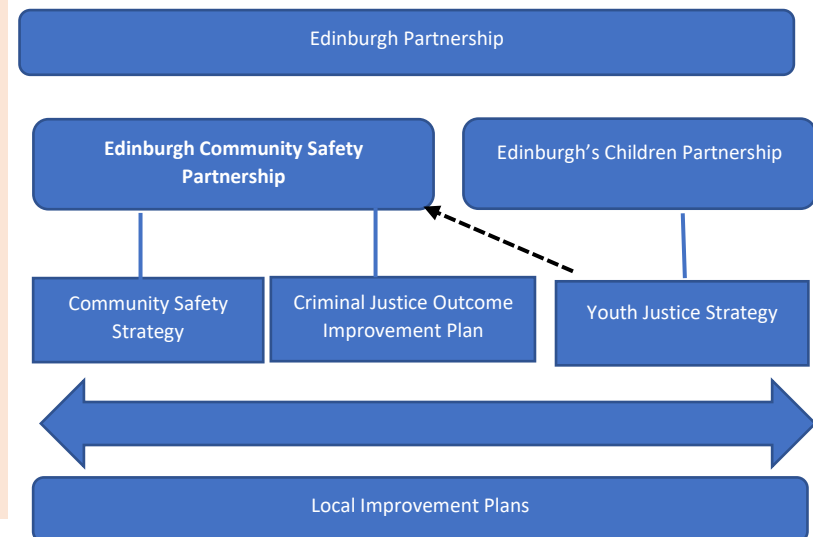 Edinburgh Partnership
Edinburgh Community Safety
Partnership
Edinburgh’s Children Partnership
Community Safety
Strategy
Criminal Justice Outcome
Improvement Plan
Youth Justice Strategy
Local Improvement Plans